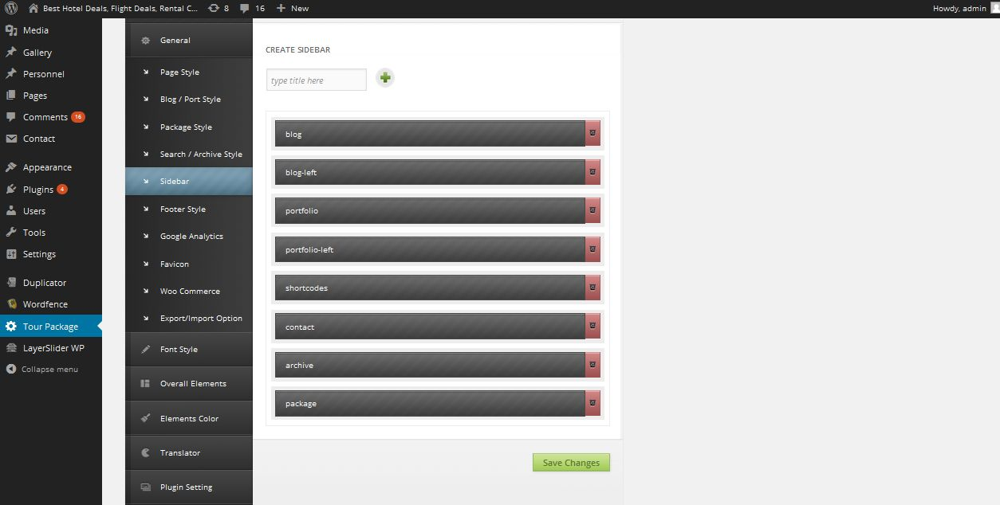 Best Hotel Deals, Flight Deals, Rental C... 8 16 New Howdy, admin
Media
Gallery
Personnel
Pages
Comments 16
Contact
Appearance
Plugins 4
Users
Tools
Settings
Duplicator
Wordfence
Tour Package
LayerSlider WP
Collapse menu
General
Page Style
Blog / Port Style
Package Style
Search / Archive Style
Sidebar
Footer Style
Google Analytics
Favicon
Woo Commerce
Export/Import Option
Font Style
Overall Elements
Elements Color
Translator
Plugin Setting
CREATE SIDEBAR
type title here
blog
blog-left
portfolio
portfolio-left
shortcodes
contact
archive
package
Save Changes